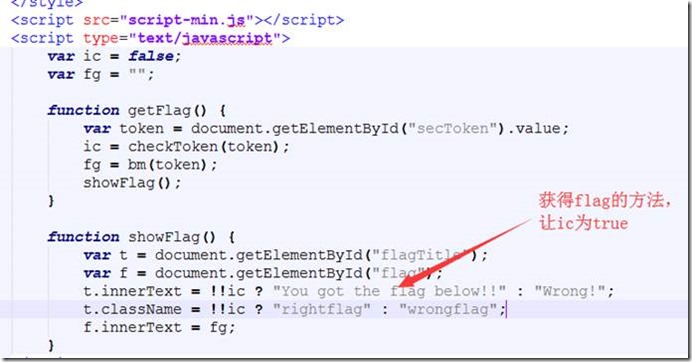 </style>
<script src="script-min.js"></script>
<script type="text/javascript">
var ic = false;
var fg = "";
function getFlag() {
var token = document.getElementById("secToken").value;
ic = checkToken(token);
fg = bm(token);
showFlag();
}
获得flag的方法，
让ic为true
function showFlag() {
var t = document.getElementById("flagTitle");
var f = document.getElementById("flag");
t.innerText = !!ic ? "You got the flag below!!" : "Wrong!";
t.className = !!ic ? "rightflag" : "wrongflag";
f.innerText = fg;
}